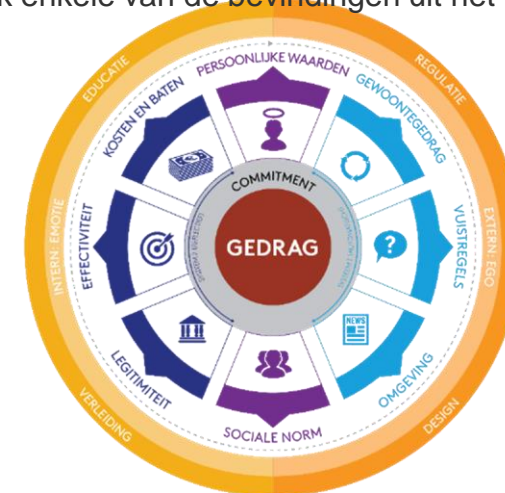 k enkele van de bevindingen uit het
EDUCATIE
REGULATIE
PERSOONLIJKE WAARDEN
KOSTEN EN BATEN
GEWOONTEGEDRAG
COMMITMENT
INTERN: EMOTIE
EFFECTIVITEIT
GEDRAG
?
VUISTREGELS
EXTERN: EGO
NEWS
LEGITIMITEIT
OMGEVING
SOCIALE NORM
VERLEIDING
DESIGN